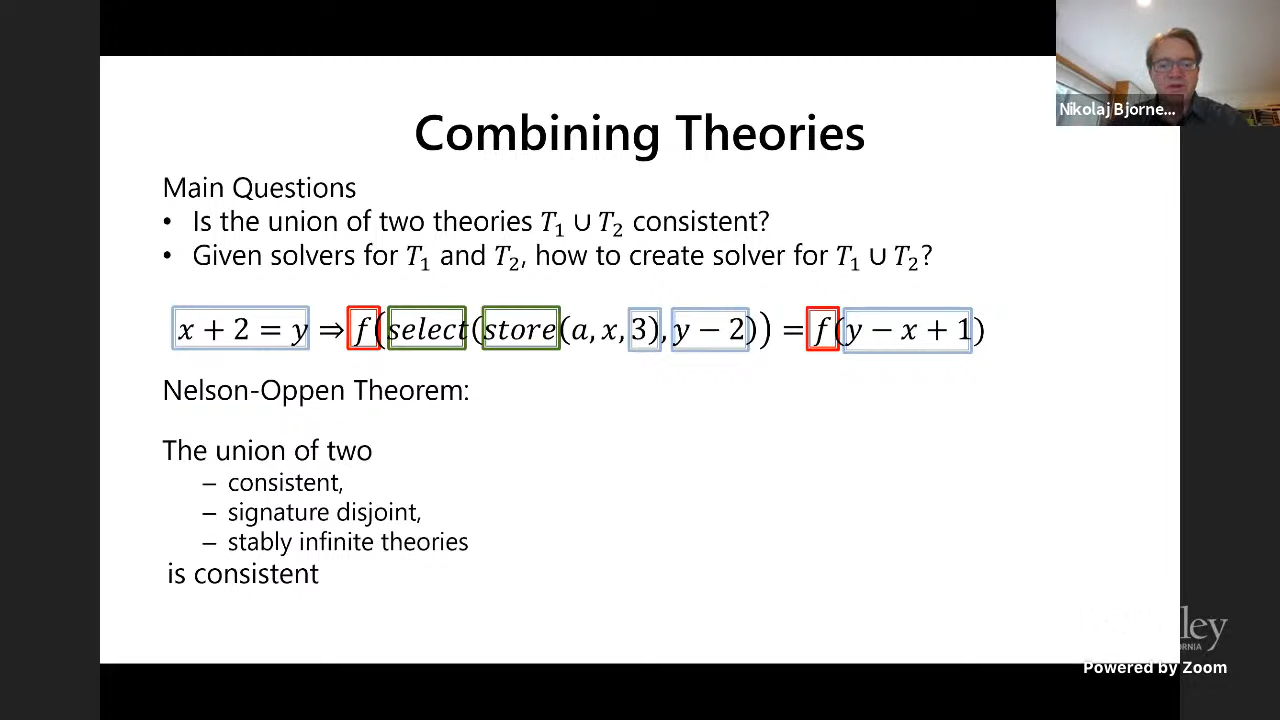 Nikolaj Bjorne...
Combining Theories
Main Questions
• Is the union of two theories T₁ ∪ T₂ consistent?
• Given solvers for T₁ and T₂, how to create solver for T₁ ∪ T₂?
x + 2 = y ⇒ f(select(store(a, x, 3), y − 2)) = f(y − x + 1)
Nelson-Oppen Theorem:
The union of two
– consistent,
– signature disjoint,
– stably infinite theories
is consistent
Powered by Zoom